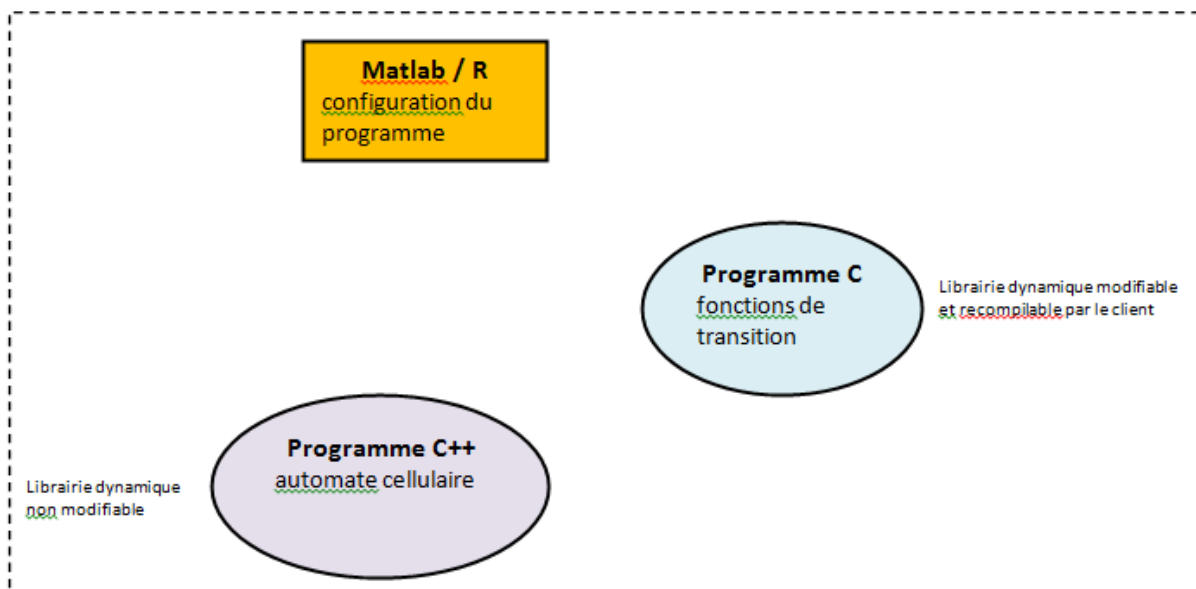 Matlab / R
configuration du
programme
Programme C
fonctions de
transition
Librairie dynamique modifiable
et recompilable par le client
Programme C++
automate cellulaire
Librairie dynamique
non modifiable